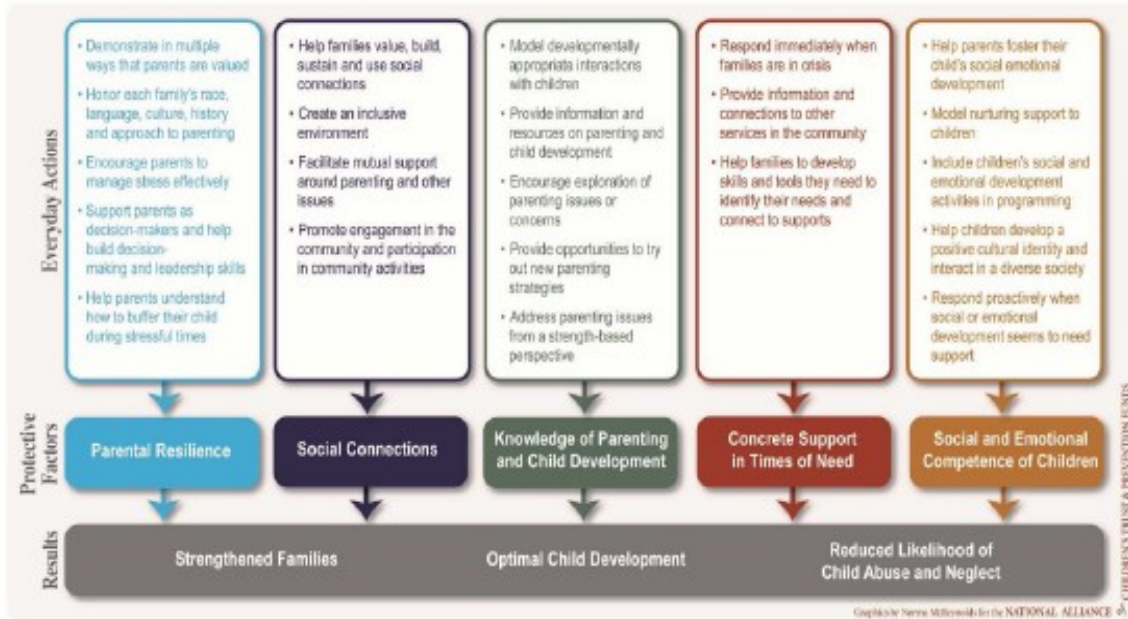 Everyday Actions
• Demonstrate in multiple
ways that parents are valued
• Honor each family's race,
language, culture, history
and approach to parenting
• Encourage parents to
manage stress effectively
• Support parents as
decision-makers and help
build decision-
making and leadership skills
• Help parents understand
how to buffer their child
during stressful times
• Help families value, build,
sustain and use social
connections
• Create an inclusive
environment
• Facilitate mutual support
around parenting and other
issues
• Promote engagement in the
community and participation
in community activities
• Model developmentally
appropriate interactions
with children
• Provide information and
resources on parenting and
child development
• Encourage exploration of
parenting issues or
concerns
• Provide opportunities to try
out new parenting
strategies
• Address parenting issues
from a strength-based
perspective
• Respond immediately when
families are in crisis
• Provide information and
connections to other
services in the community
• Help families to develop
skills and tools they need to
identify their needs and
connect to supports
• Help parents foster their
child's social emotional
development
• Model nurturing support to
children
• Include children's social and
emotional development
activities in programming
• Help children develop a
positive cultural identity and
interact in a diverse society
• Respond proactively when
social or emotional
development seems to need
support
Protective
Factors
Parental Resilience
Social Connections
Knowledge of Parenting
and Child Development
Concrete Support
in Times of Need
Social and Emotional
Competence of Children
Results
Strengthened Families
Optimal Child Development
Reduced Likelihood of
Child Abuse and Neglect
Graphics by Norma McReynolds for the NATIONAL ALLIANCE of
CHILDREN'S TRUST & PREVENTION FUNDS